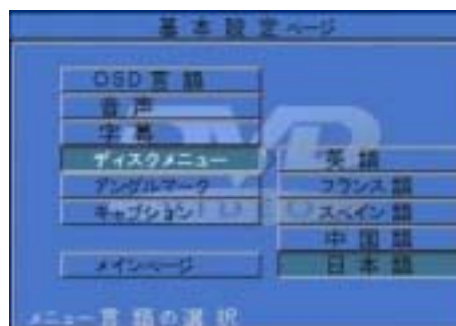 基本設定ページ
OSD言語
音声
字幕
ディスクメニュー
アングルマーク
キャプション
メインページ
英語
フランス語
スペイン語
中国語
日本語
メニュー言語の選択